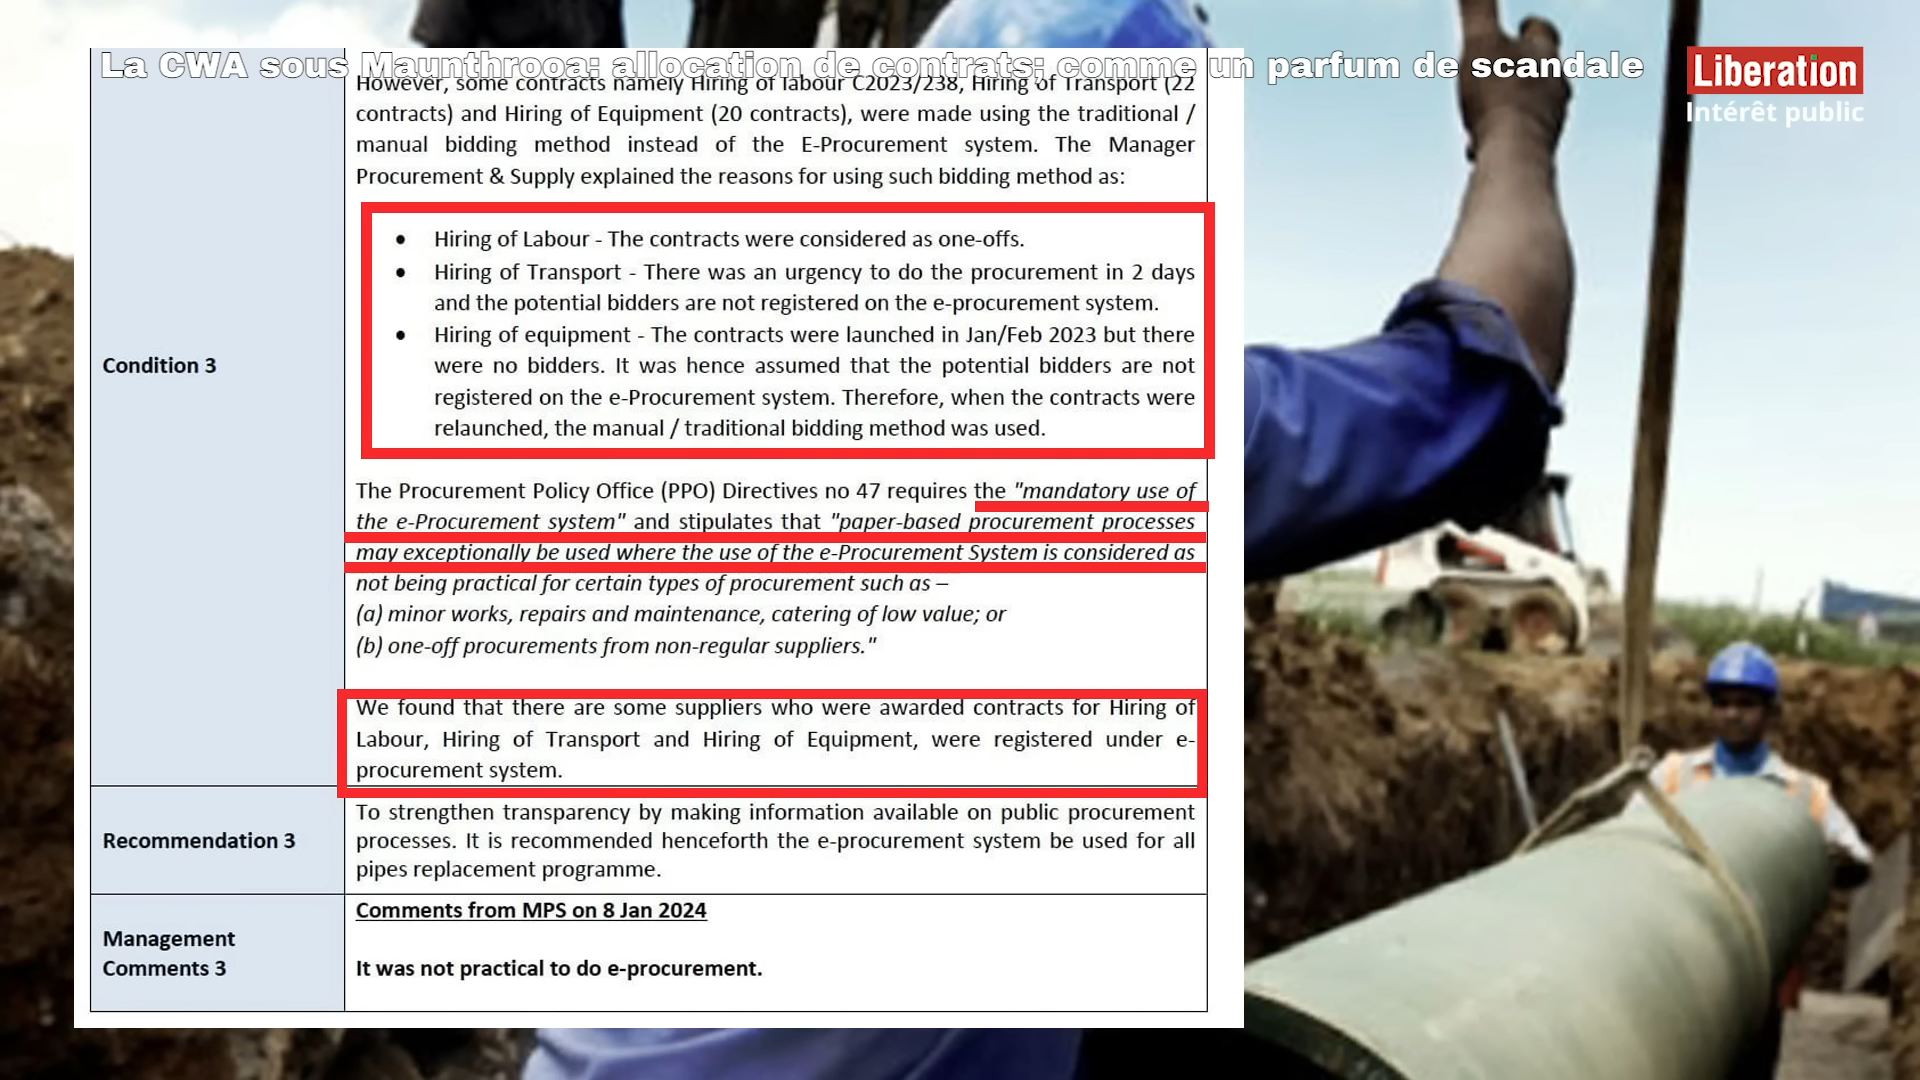 La CWA sous Maunthrooa: allocation de contrats; comme un parfum de scandale
Liberation
Intérêt public
However, some contracts namely Hiring of labour C2023/238, Hiring of Transport (22
contracts) and Hiring of Equipment (20 contracts), were made using the traditional /
manual bidding method instead of the E-Procurement system. The Manager
Procurement & Supply explained the reasons for using such bidding method as:
• Hiring of Labour - The contracts were considered as one-offs.
• Hiring of Transport - There was an urgency to do the procurement in 2 days
and the potential bidders are not registered on the e-procurement system.
• Hiring of equipment - The contracts were launched in Jan/Feb 2023 but there
were no bidders. It was hence assumed that the potential bidders are not
registered on the e-Procurement system. Therefore, when the contracts were
relaunched, the manual / traditional bidding method was used.
Condition 3
The Procurement Policy Office (PPO) Directives no 47 requires the "mandatory use of
the e-Procurement system" and stipulates that "paper-based procurement processes
may exceptionally be used where the use of the e-Procurement System is considered as
not being practical for certain types of procurement such as –
(a) minor works, repairs and maintenance, catering of low value; or
(b) one-off procurements from non-regular suppliers."
We found that there are some suppliers who were awarded contracts for Hiring of
Labour, Hiring of Transport and Hiring of Equipment, were registered under e-
procurement system.
Recommendation 3
To strengthen transparency by making information available on public procurement
processes. It is recommended henceforth the e-procurement system be used for all
pipes replacement programme.
Management
Comments 3
Comments from MPS on 8 Jan 2024
It was not practical to do e-procurement.